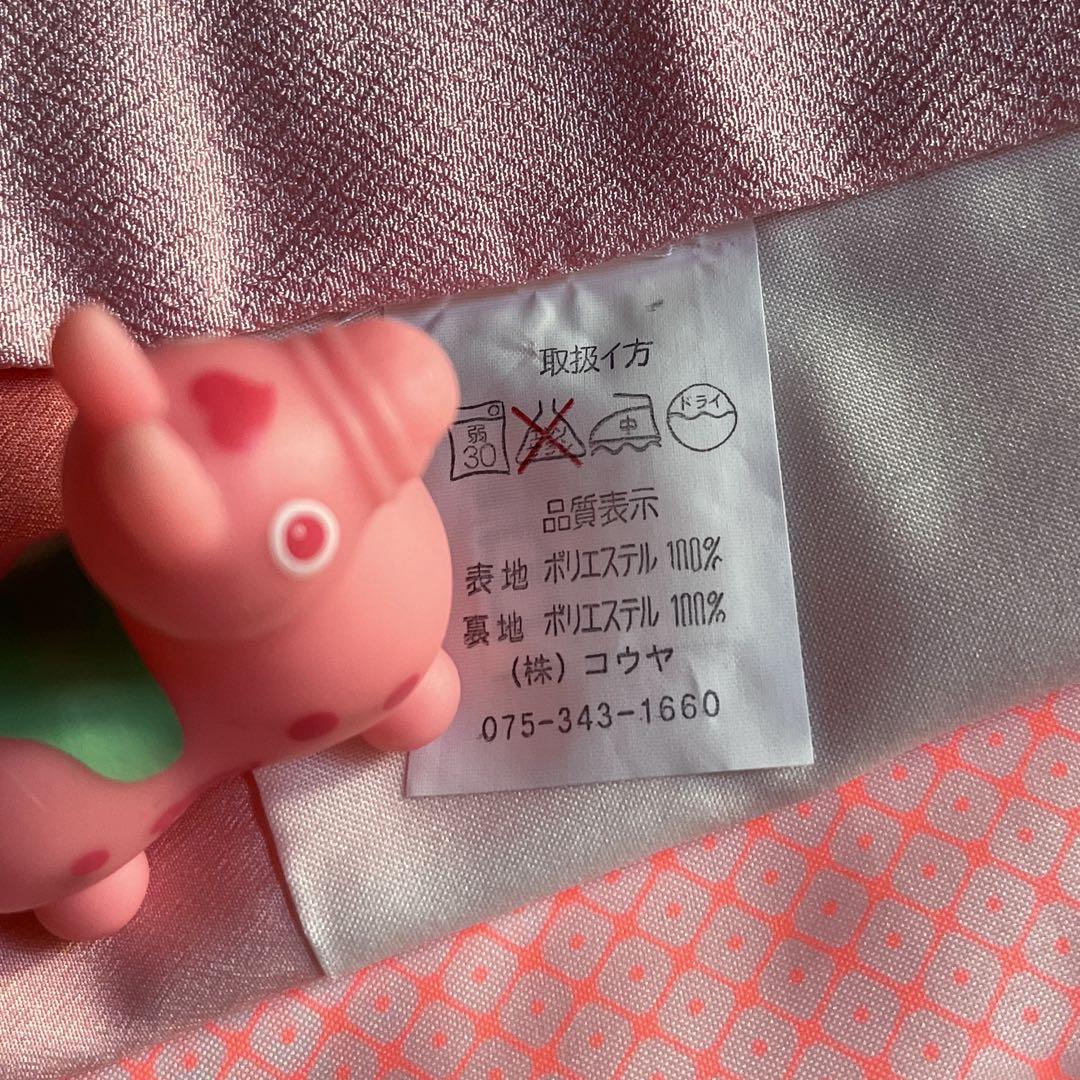 取扱イ方
弱 30 中 ドライ
品質表示
表地 ポリエステル 100%
裏地 ポリエステル 100%
(株) コウヤ
075-343-1660